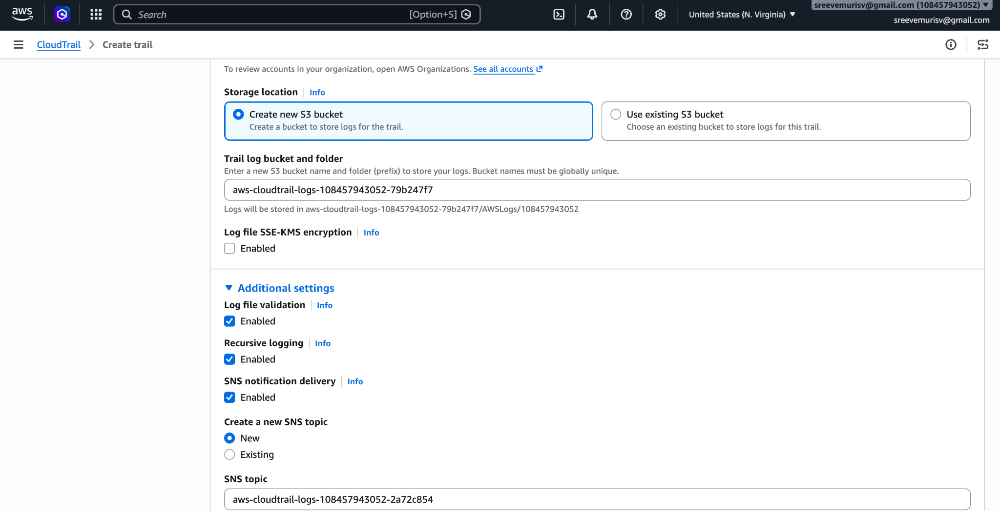 aws
Search [Option+S]
United States (N. Virginia)
sreevemurisv@gmail.com (108457943052)
sreevemurisv@gmail.com
CloudTrail > Create trail
To review accounts in your organization, open AWS Organizations. See all accounts
Storage location Info
Create new S3 bucket
Create a bucket to store logs for the trail.
Use existing S3 bucket
Choose an existing bucket to store logs for this trail.
Trail log bucket and folder
Enter a new S3 bucket name and folder (prefix) to store your logs. Bucket names must be globally unique.
aws-cloudtrail-logs-108457943052-79b247f7
Logs will be stored in aws-cloudtrail-logs-108457943052-79b247f7/AWSLogs/108457943052
Log file SSE-KMS encryption Info
Enabled
Additional settings
Log file validation Info
Enabled
Recursive logging Info
Enabled
SNS notification delivery Info
Enabled
Create a new SNS topic
New
Existing
SNS topic
aws-cloudtrail-logs-108457943052-2a72c854